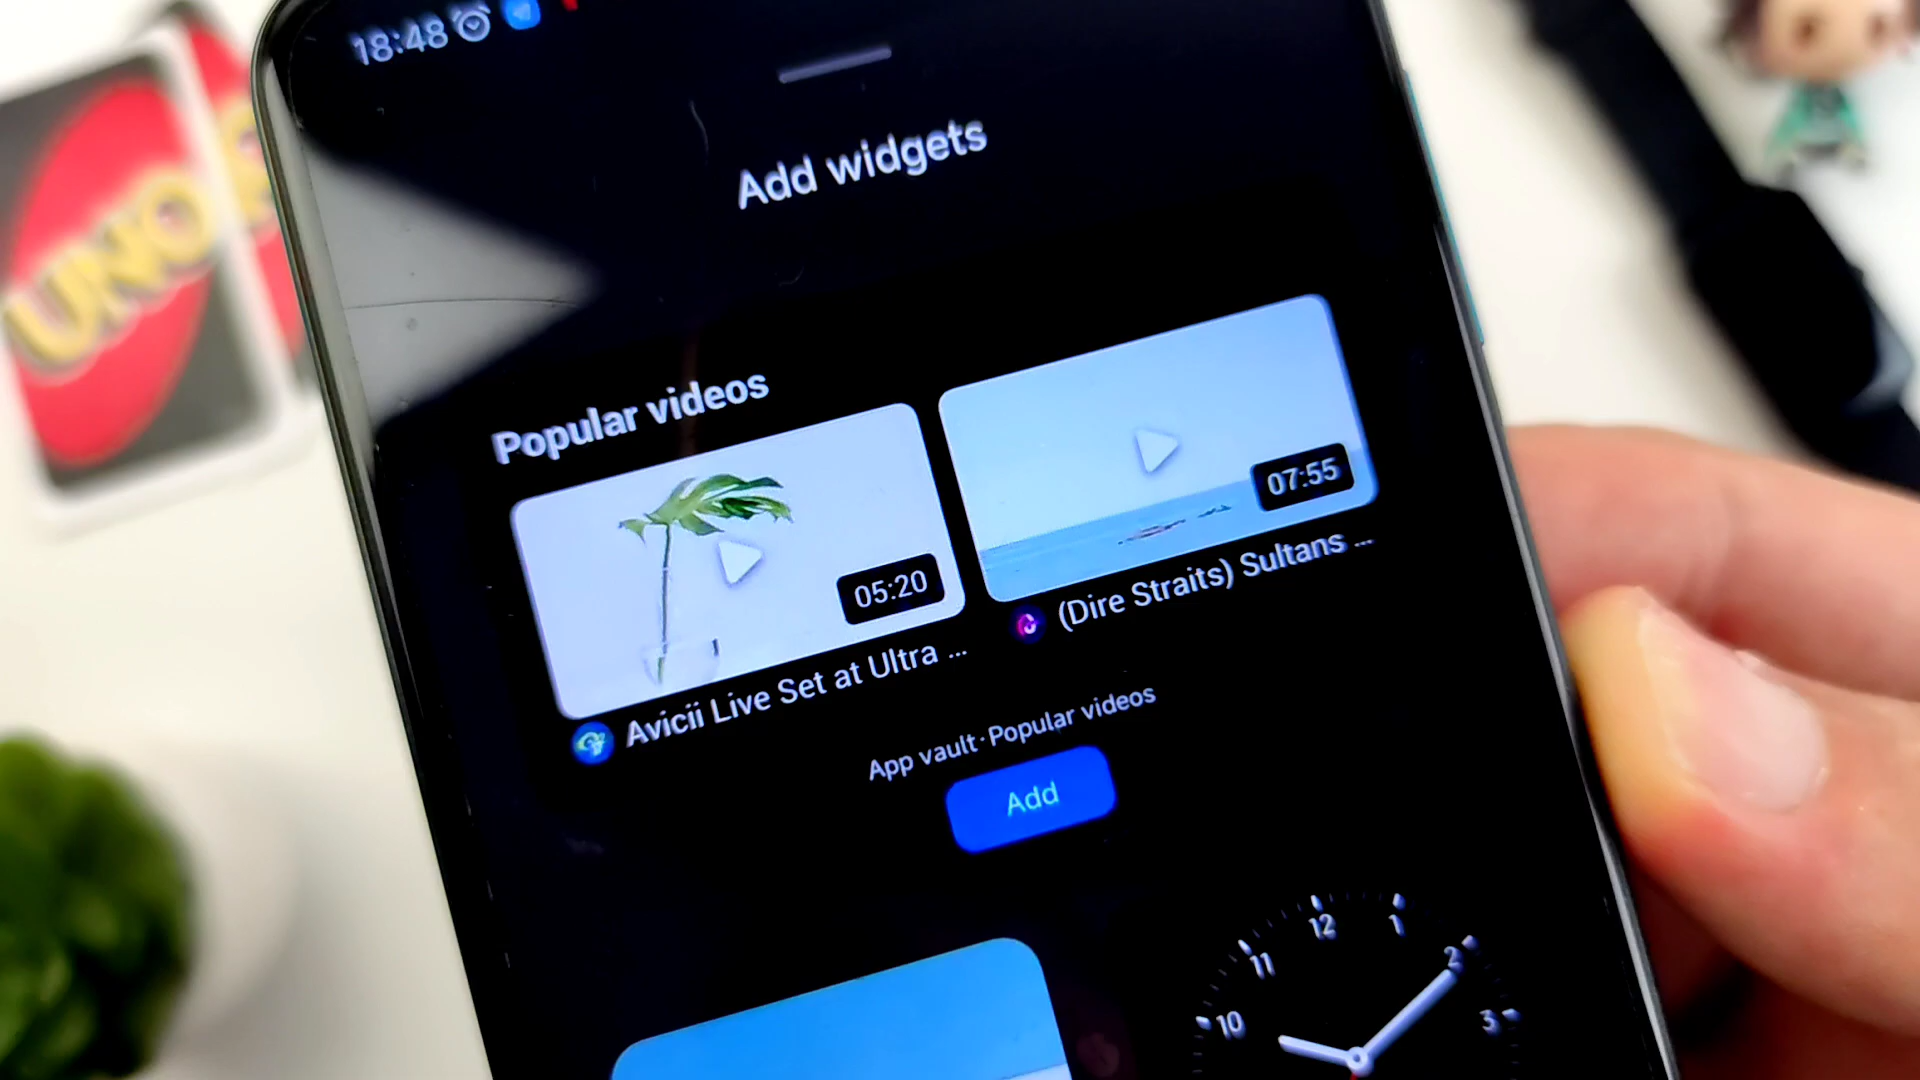 18:48
UNO
Add widgets
Popular videos
05:20
07:55
Avicii Live Set at Ultra ...
(Dire Straits) Sultans ...
App vault · Popular videos
Add
12
1
11
2
10
3